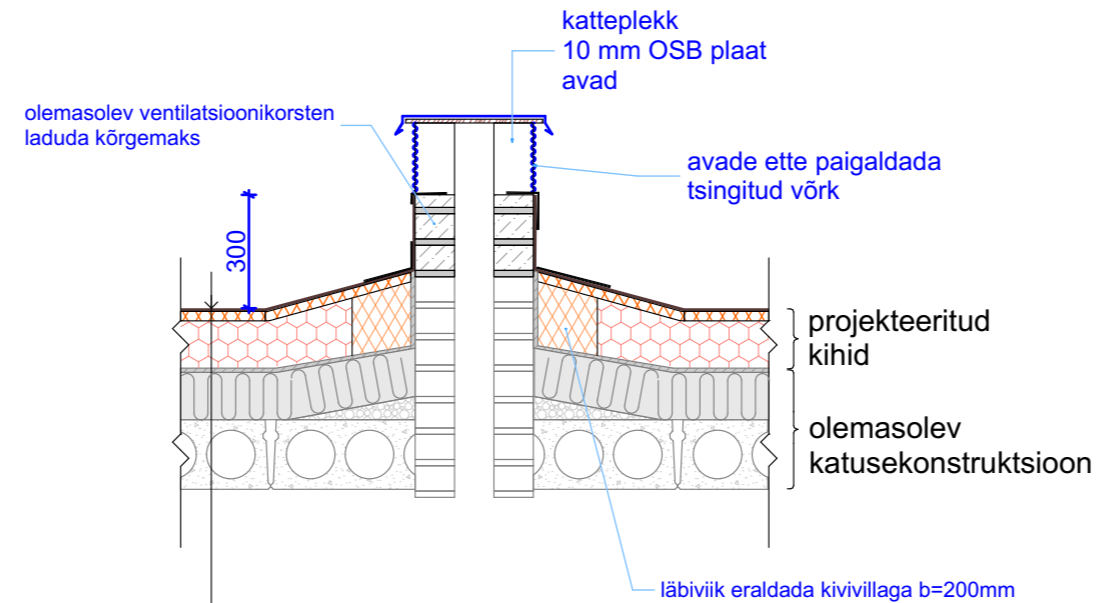 katteplekk
10 mm OSB plaat
avad
olemasolev ventilatsioonikorsten
laduda kõrgemaks
avade ette paigaldada
tsingitud võrk
300
projekteeritud
kihid
olemasolev
katusekonstruktsioon
läbiviik eraldada kivivillaga b=200mm